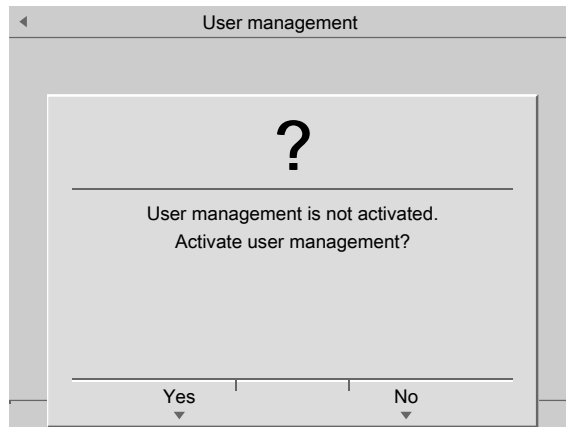 User management
?
User management is not activated.
Activate user management?
Yes No